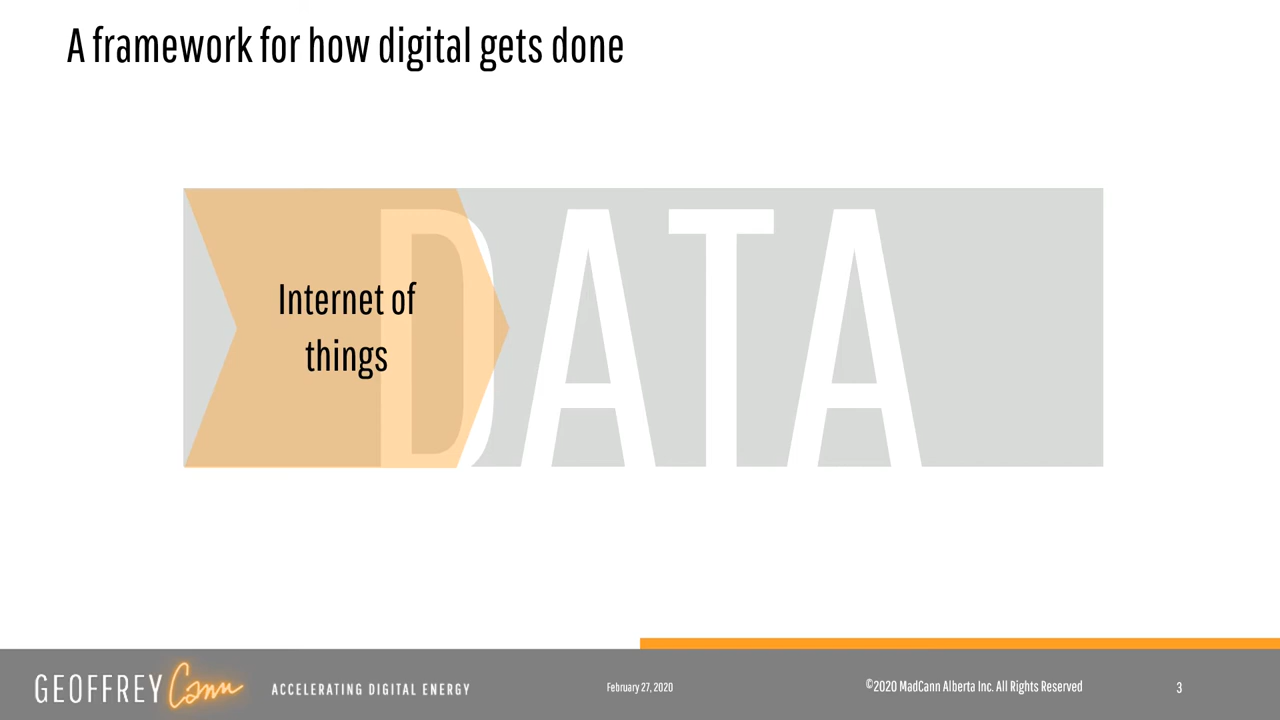 A framework for how digital gets done
DATA
Internet of
things
GEOFFREY Cann
ACCELERATING DIGITAL ENERGY
February 27, 2020
©2020 MadCann Alberta Inc. All Rights Reserved
3